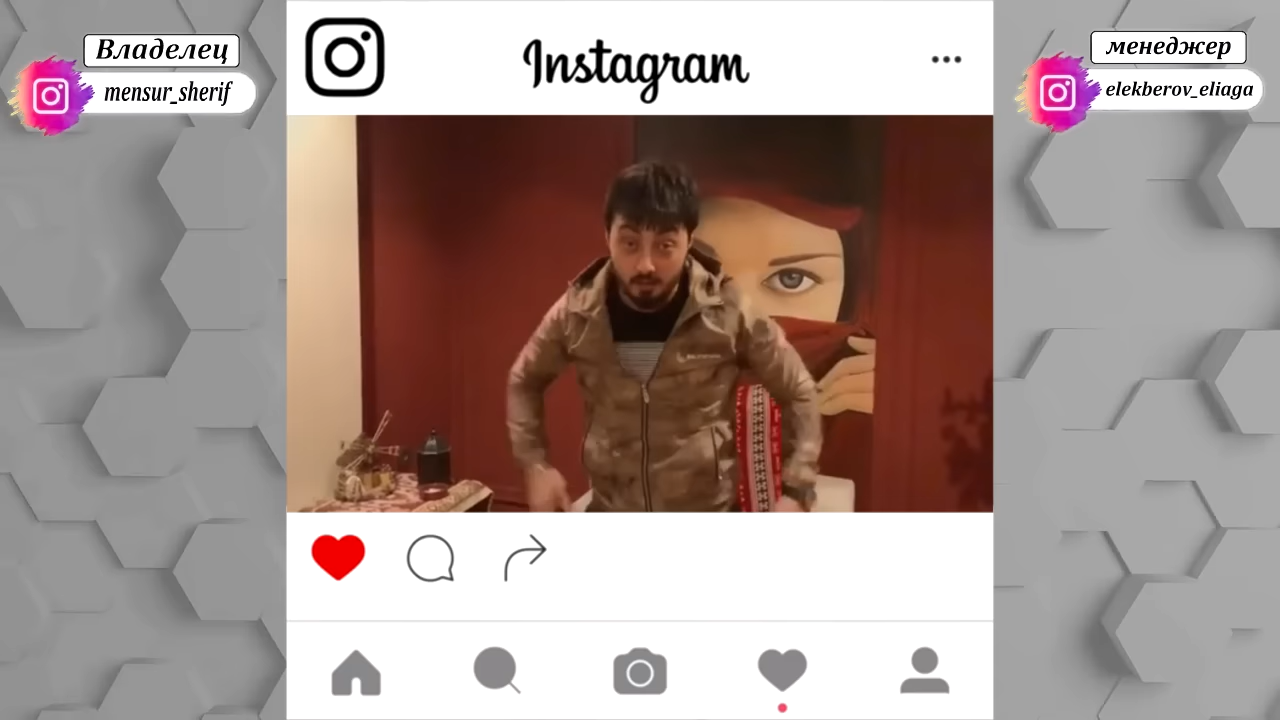 Владелец
mensur_sherif
Instagram
менеджер
elekberov_eliaga